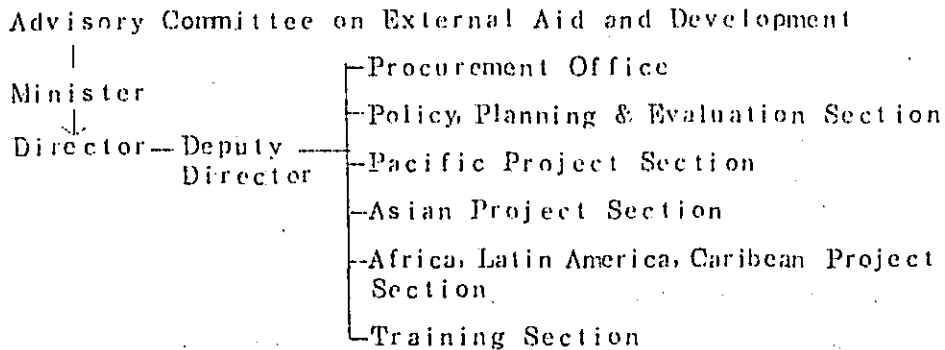 Advisory Committee on External Aid and Development
Minister
Director
Deputy
Director
Procurement Office
Policy, Planning & Evaluation Section
Pacific Project Section
Asian Project Section
Africa, Latin America, Caribean Project
Section
Training Section